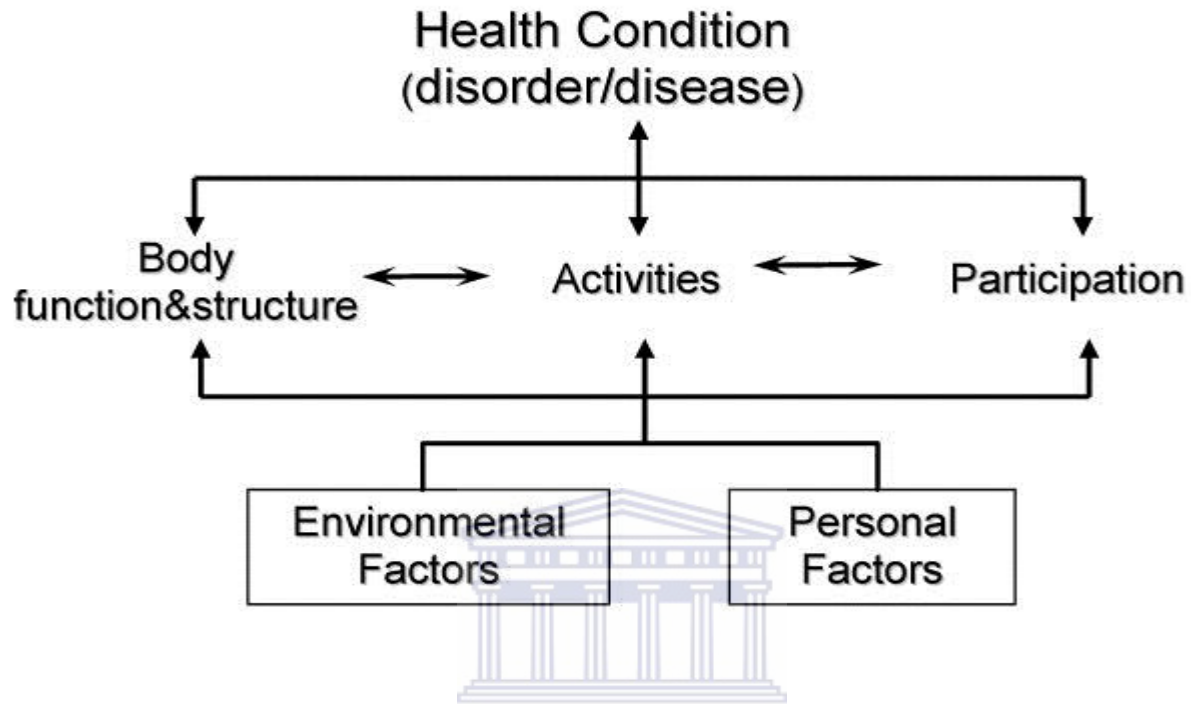 Health Condition
(disorder/disease)
Body
function&structure
Activities
Participation
Environmental
Factors
Personal
Factors